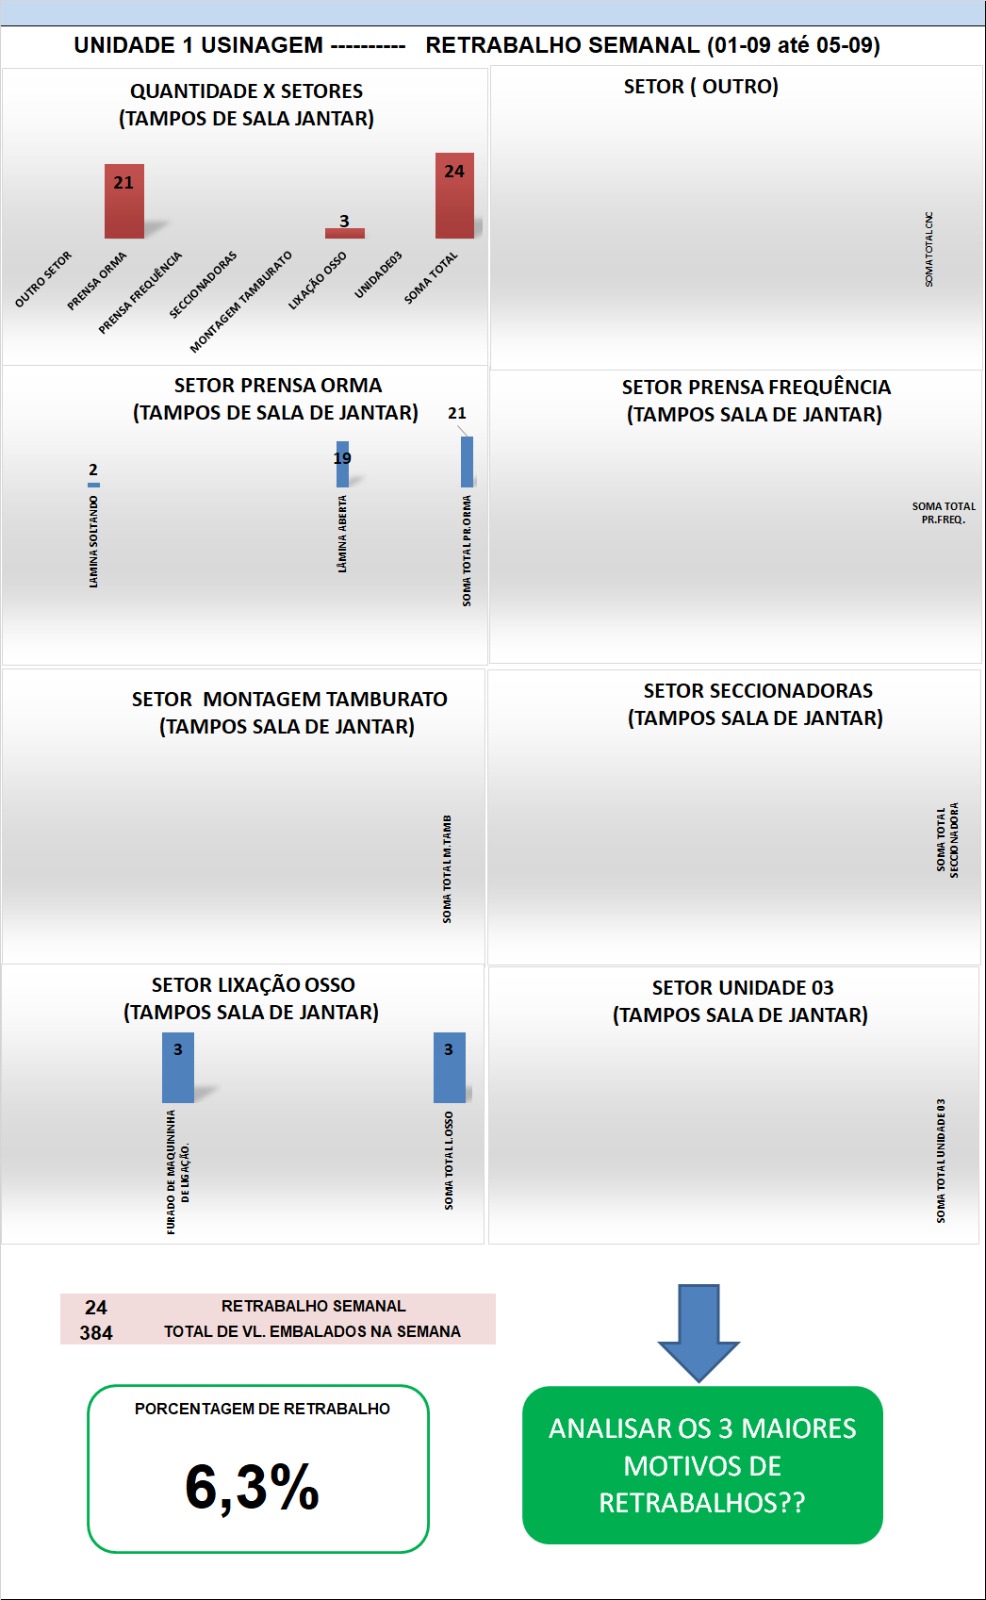 UNIDADE 1 USINAGEM ---------- RETRABALHO SEMANAL (01-09 até 05-09)
QUANTIDADE X SETORES
(TAMPOS DE SALA JANTAR)
21
3
24
OUTRO SETOR
PRENSA ORMA
PRENSA FREQUÊNCIA
SECCIONADORAS
MONTAGEM TAMBURATO
LIXAÇÃO OSSO
UNIDADE03
SOMA TOTAL
SETOR ( OUTRO)
SOMA TOTAL CNC
SETOR PRENSA ORMA
(TAMPOS DE SALA DE JANTAR)
2
19
21
LAMINA SOLTANDO
LÂMINA ABERTA
SOMA TOTAL PR.ORMA
SETOR PRENSA FREQUÊNCIA
(TAMPOS SALA DE JANTAR)
SOMA TOTAL
PR.FREQ.
SETOR MONTAGEM TAMBURATO
(TAMPOS SALA DE JANTAR)
SOMA TOTAL M.TAMB
SETOR SECCIONADORAS
(TAMPOS SALA DE JANTAR)
SOMA TOTAL
SECCIONADORA
SETOR LIXAÇÃO OSSO
(TAMPOS SALA DE JANTAR)
3
3
FURADO DE MAQUININHA
DE LIGAÇÃO.
SOMA TOTAL L.OSSO
SETOR UNIDADE 03
(TAMPOS SALA DE JANTAR)
SOMA TOTAL UNIDADE 03
24 RETRABALHO SEMANAL
384 TOTAL DE VL. EMBALADOS NA SEMANA
PORCENTAGEM DE RETRABALHO
6,3%
ANALISAR OS 3 MAIORES
MOTIVOS DE
RETRABALHOS??